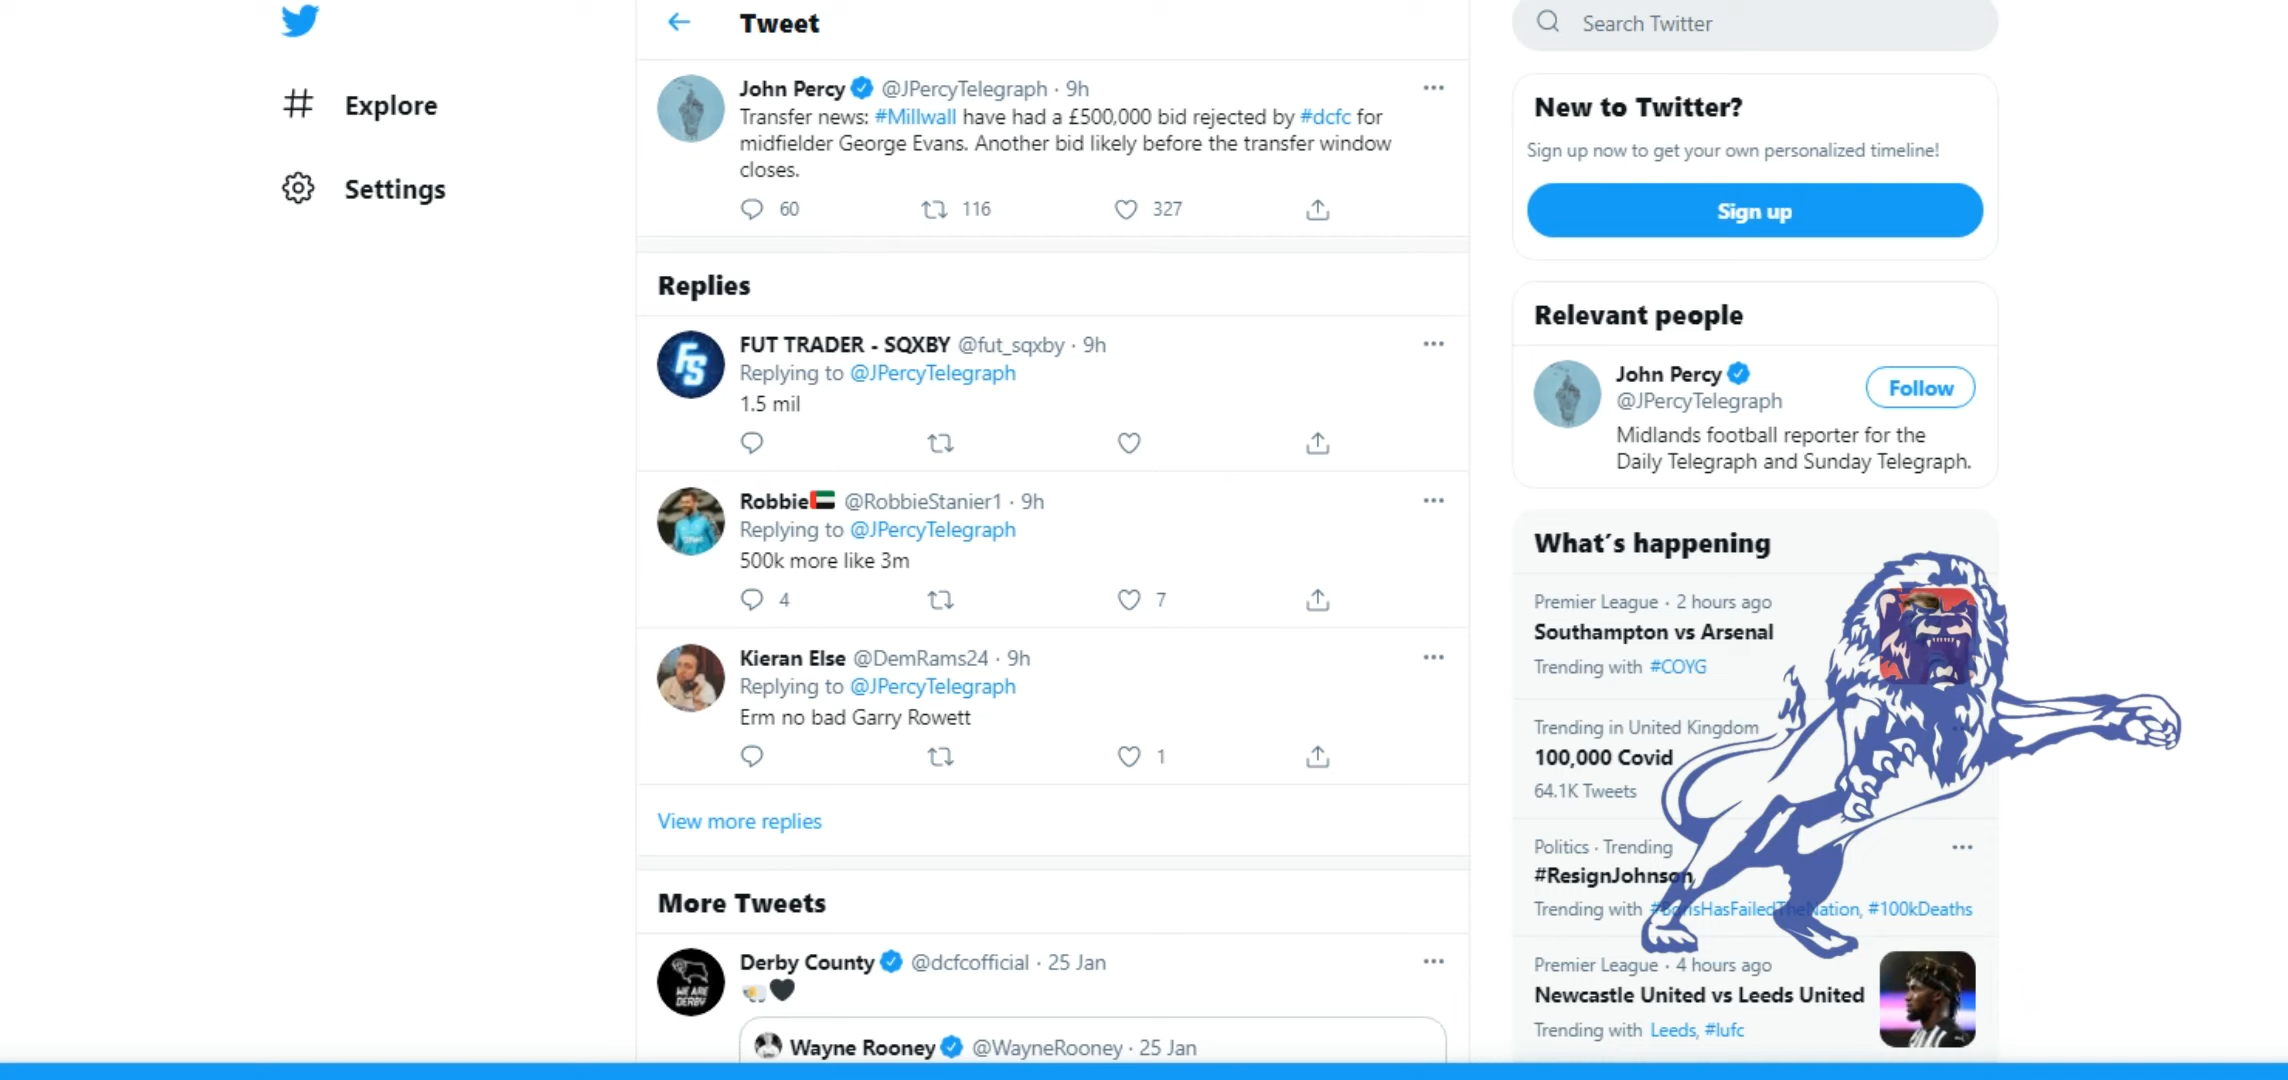 Explore
Settings
Tweet
John Percy @JPercyTelegraph · 9h
Transfer news: #Millwall have had a £500,000 bid rejected by #dcfc for
midfielder George Evans. Another bid likely before the transfer window
closes.
60 116 327
Replies
FUT TRADER - SQXBY @fut_sqxby · 9h
Replying to @JPercyTelegraph
1.5 mil
Robbie @RobbieStanier1 · 9h
Replying to @JPercyTelegraph
500k more like 3m
4 7
Kieran Else @DemRams24 · 9h
Replying to @JPercyTelegraph
Erm no bad Garry Rowett
1
View more replies
More Tweets
Derby County @dcfcofficial · 25 Jan
WE ARE
DERBY
Wayne Rooney @WayneRooney · 25 Jan
Search Twitter
New to Twitter?
Sign up now to get your own personalized timeline!
Sign up
Relevant people
John Percy
@JPercyTelegraph
Follow
Midlands football reporter for the
Daily Telegraph and Sunday Telegraph.
What's happening
Premier League · 2 hours ago
Southampton vs Arsenal
Trending with #COYG
Trending in United Kingdom
100,000 Covid
64.1K Tweets
Politics · Trending
#ResignJohnson
Trending with #BorisHasFailedTheNation, #100kDeaths
Premier League · 4 hours ago
Newcastle United vs Leeds United
Trending with Leeds, #lufc
FS